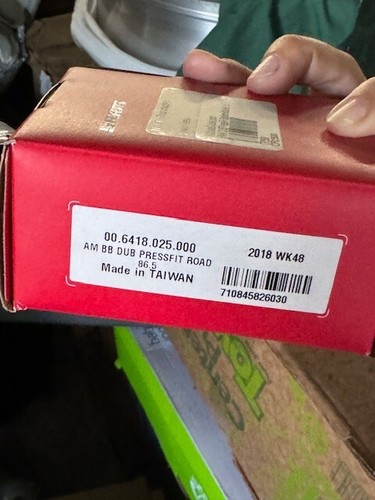 00.6418.025.000
AM BB DUB PRESSFIT ROAD
86.5
Made in TAIWAN
2018 WK48
710845826030